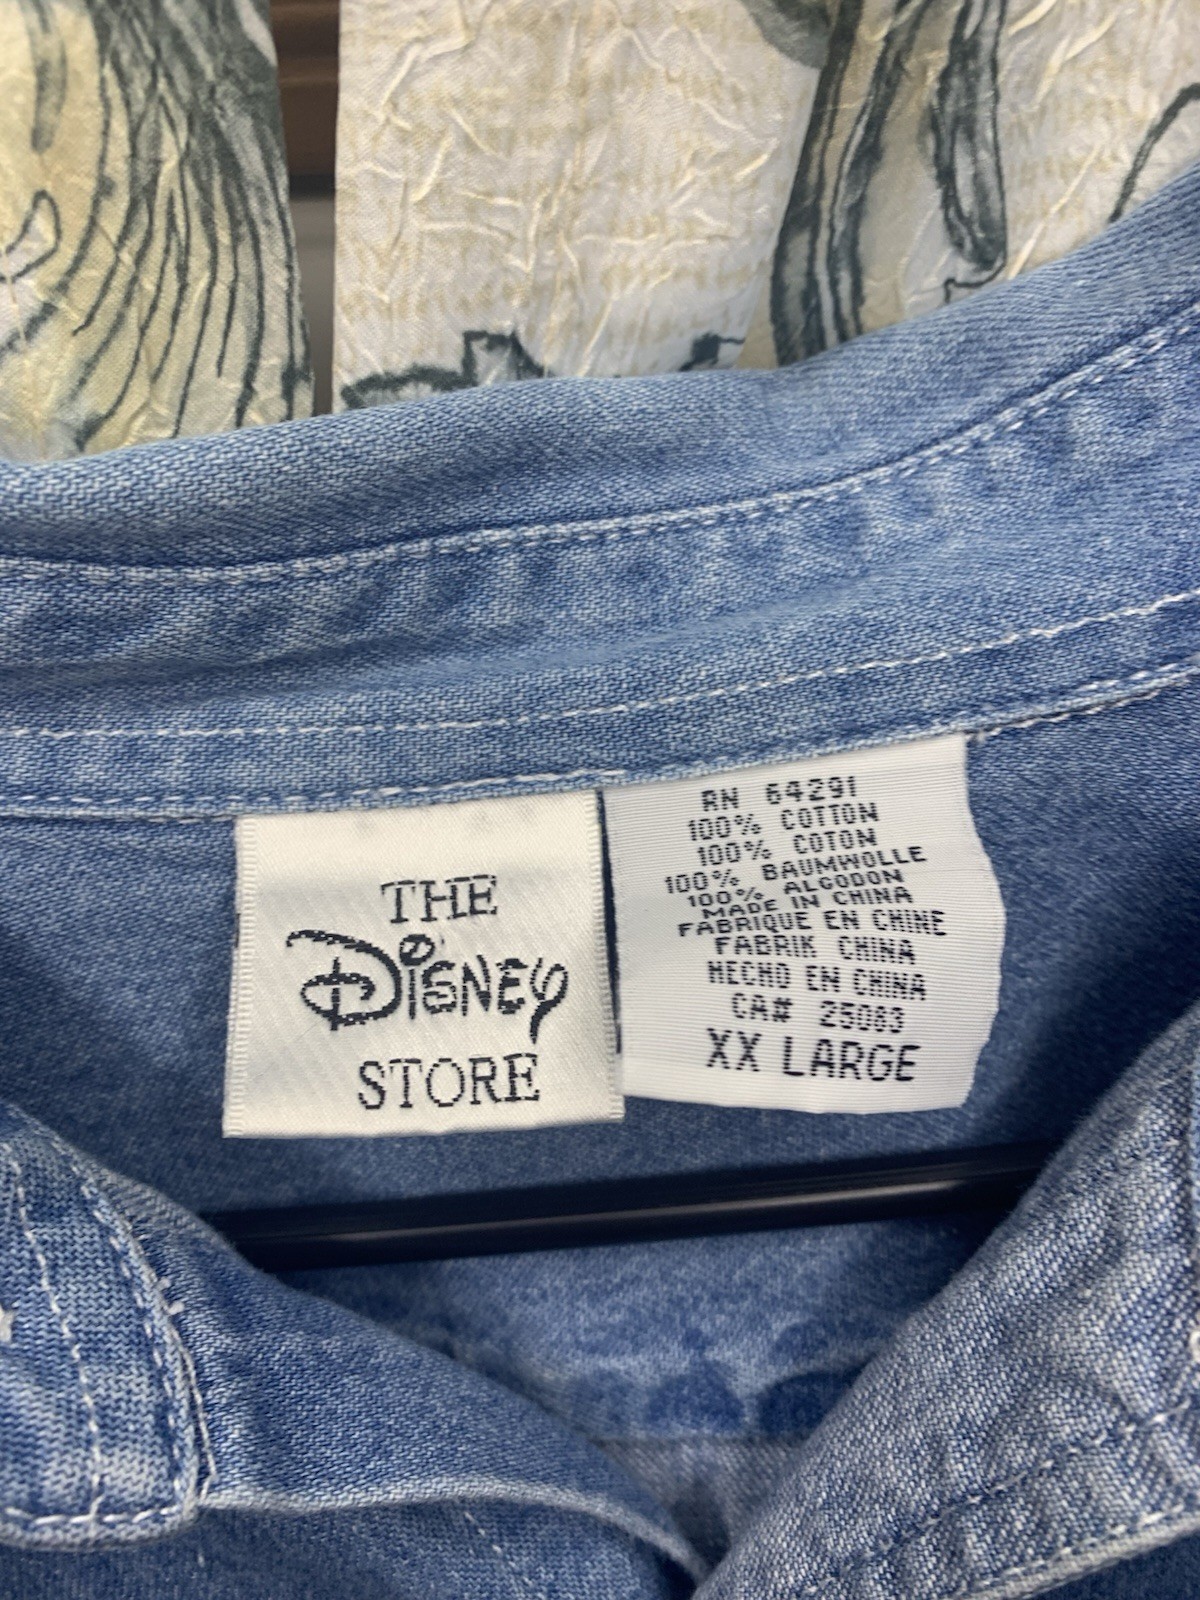 THE
Disney
STORE
RN 64291
100% COTTON
100% COTON
100% BAUMWOLLE
100% ALGODON
MADE IN CHINA
FABRIQUE EN CHINE
FABRIK CHINA
HECHO EN CHINA
CA# 25083
XX LARGE